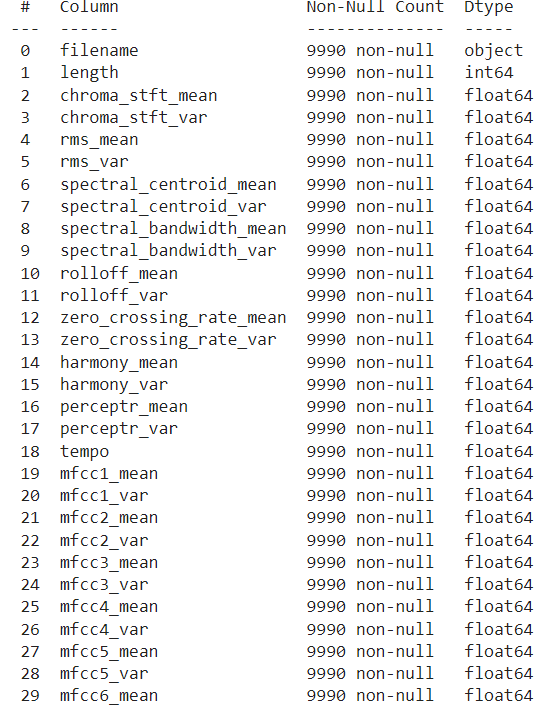 #   Column                   Non-Null Count  Dtype
---  ------                   --------------  -----
0   filename                 9990 non-null   object
1   length                   9990 non-null   int64
2   chroma_stft_mean         9990 non-null   float64
3   chroma_stft_var          9990 non-null   float64
4   rms_mean                 9990 non-null   float64
5   rms_var                  9990 non-null   float64
6   spectral_centroid_mean   9990 non-null   float64
7   spectral_centroid_var    9990 non-null   float64
8   spectral_bandwidth_mean  9990 non-null   float64
9   spectral_bandwidth_var   9990 non-null   float64
10  rolloff_mean             9990 non-null   float64
11  rolloff_var              9990 non-null   float64
12  zero_crossing_rate_mean  9990 non-null   float64
13  zero_crossing_rate_var   9990 non-null   float64
14  harmony_mean             9990 non-null   float64
15  harmony_var              9990 non-null   float64
16  perceptr_mean            9990 non-null   float64
17  perceptr_var             9990 non-null   float64
18  tempo                    9990 non-null   float64
19  mfcc1_mean               9990 non-null   float64
20  mfcc1_var                9990 non-null   float64
21  mfcc2_mean               9990 non-null   float64
22  mfcc2_var                9990 non-null   float64
23  mfcc3_mean               9990 non-null   float64
24  mfcc3_var                9990 non-null   float64
25  mfcc4_mean               9990 non-null   float64
26  mfcc4_var                9990 non-null   float64
27  mfcc5_mean               9990 non-null   float64
28  mfcc5_var                9990 non-null   float64
29  mfcc6_mean               9990 non-null   float64